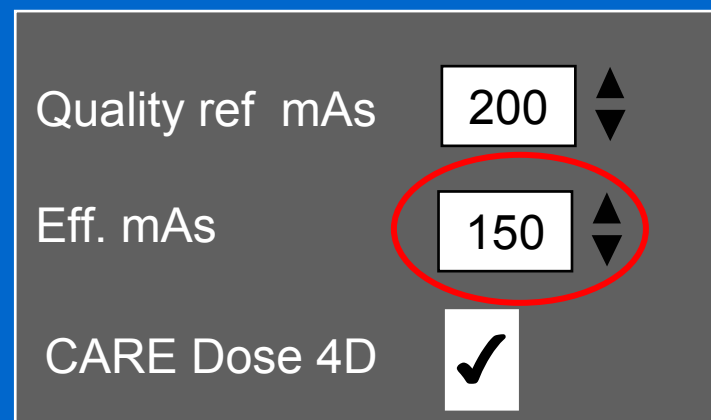 Quality ref mAs 200
Eff. mAs 150
CARE Dose 4D ✓